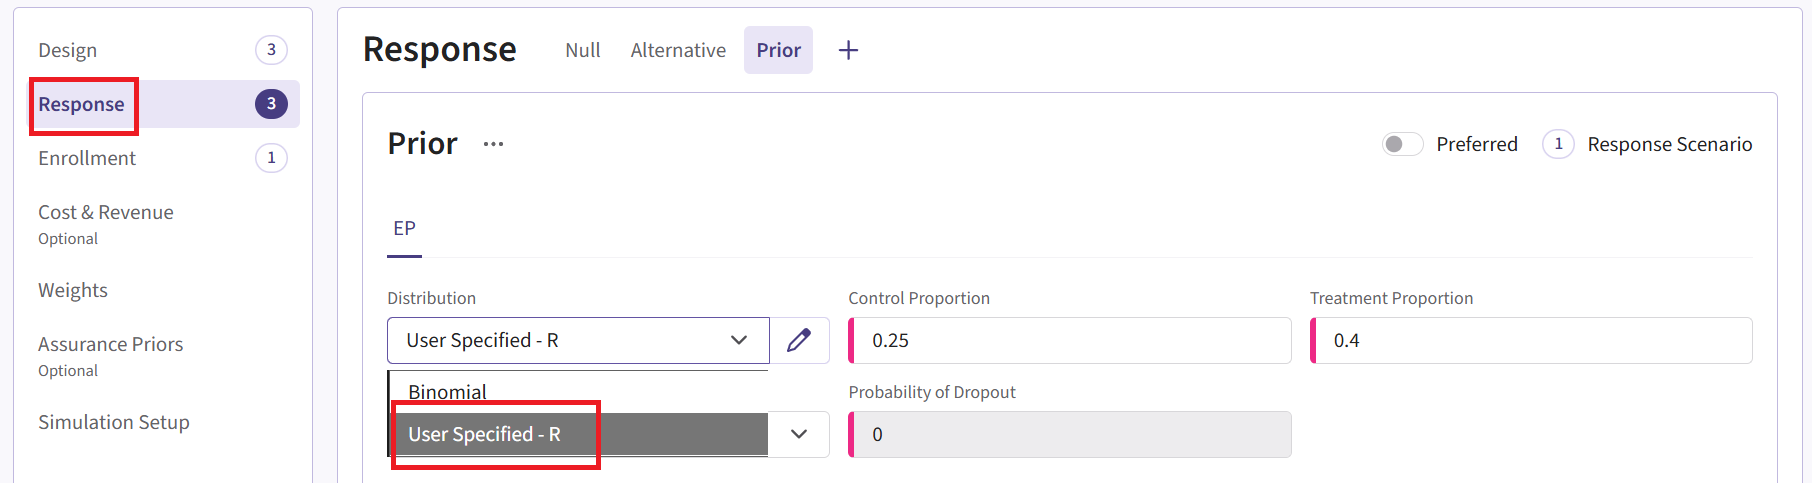 Design 3
Response 3
Enrollment 1
Cost & Revenue
Optional
Weights
Assurance Priors
Optional
Simulation Setup
Response Null Alternative Prior +
Prior ... Preferred 1 Response Scenario
EP
Distribution Control Proportion Treatment Proportion
User Specified - R 0.25 0.4
Binomial Probability of Dropout
User Specified - R 0